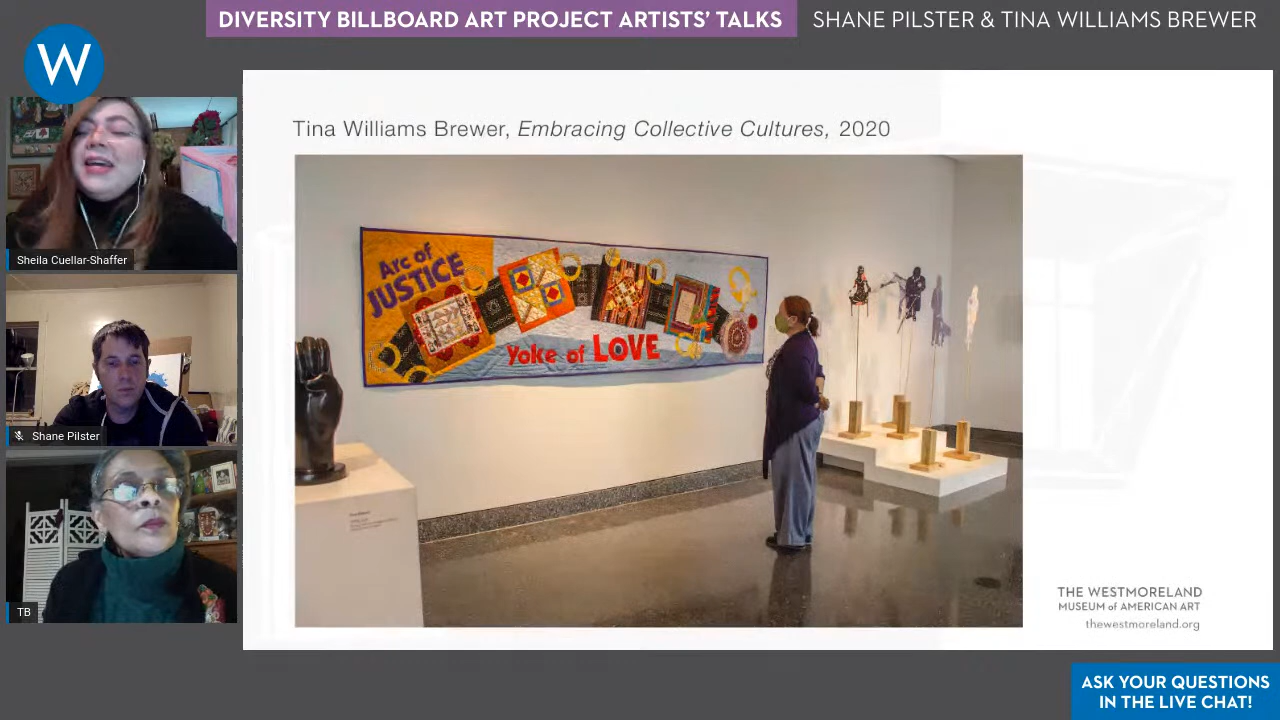 DIVERSITY BILLBOARD ART PROJECT ARTISTS' TALKS SHANE PILSTER & TINA WILLIAMS BREWER
W
Tina Williams Brewer, Embracing Collective Cultures, 2020
Arc of
JUSTICE
Yoke of LOVE
Sheila Cuellar-Shaffer
Shane Pilster
TB
THE WESTMORELAND
MUSEUM of AMERICAN ART
thewestmoreland.org
ASK YOUR QUESTIONS
IN THE LIVE CHAT!